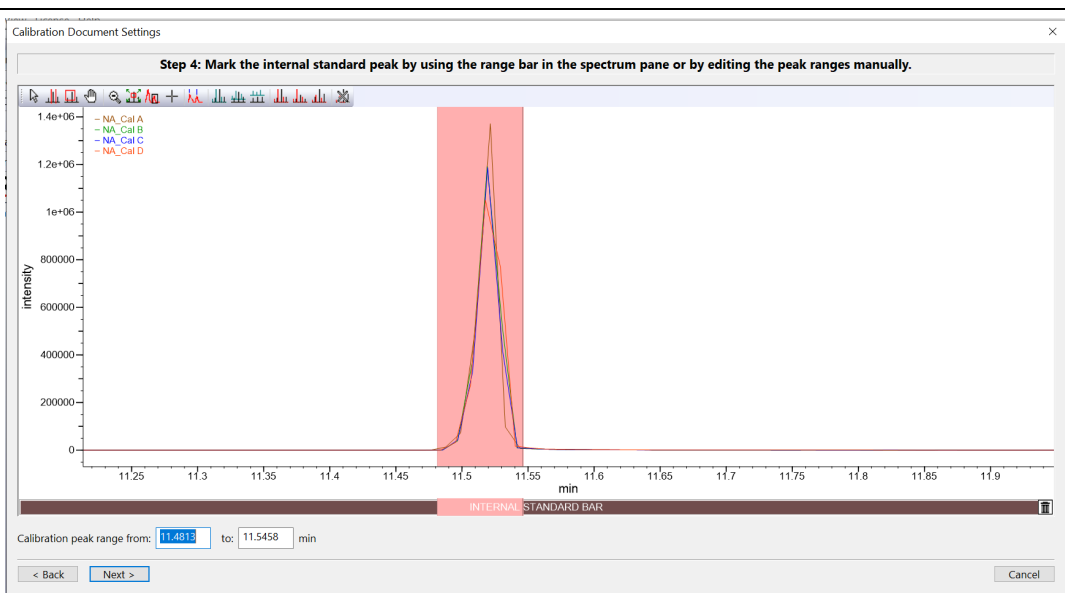 Calibration Document Settings
Step 4: Mark the internal standard peak by using the range bar in the spectrum pane or by editing the peak ranges manually.
1.4e+06
1.2e+06
1e+06
800000
600000
400000
200000
0
intensity
– NA_Cal A
– NA_Cal B
– NA_Cal C
– NA_Cal D
11.25 11.3 11.35 11.4 11.45 11.5 11.55 11.6 11.65 11.7 11.75 11.8 11.85 11.9
min
INTERNAL STANDARD BAR
Calibration peak range from: 11.4813 to: 11.5458 min
< Back Next > Cancel